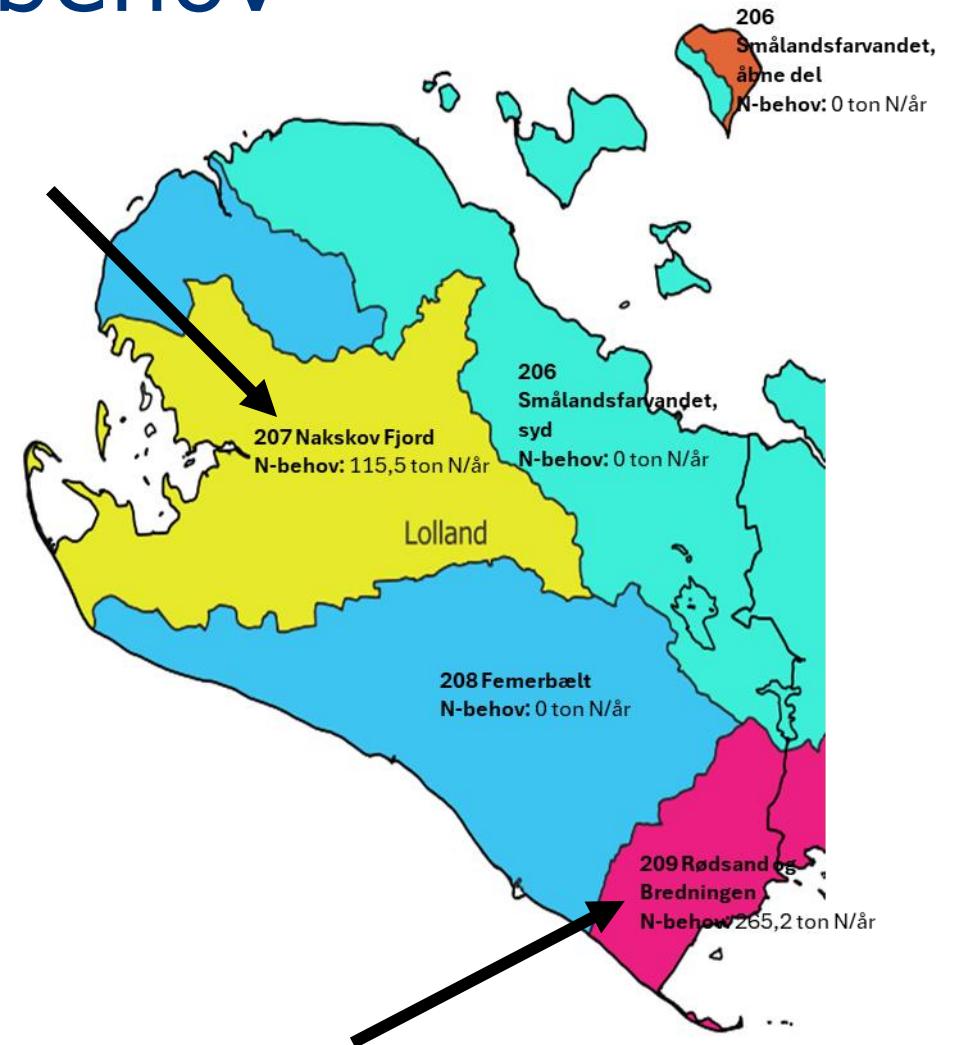 behov
206
Smålandsfarvandet,
åbne del
N-behov: 0 ton N/år
206
Smålandsfarvandet,
syd
N-behov: 0 ton N/år
207 Nakskov Fjord
N-behov: 115,5 ton N/år
Lolland
208 Femerbælt
N-behov: 0 ton N/år
209 Rødsand og
Bredningen
N-behov: 265,2 ton N/år